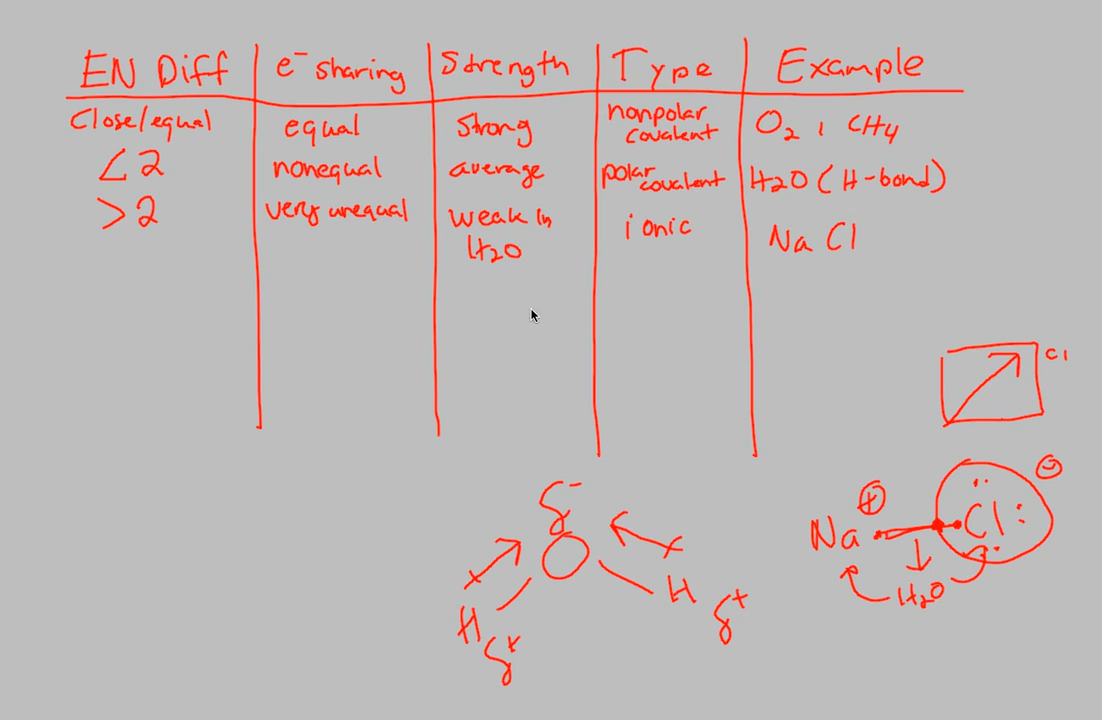 EN Diff e⁻ sharing Strength Type Example
Close/equal equal Strong nonpolar covalent O2, CH4
< 2 nonequal average polar covalent H2O (H-bond)
> 2 very unequal weak in H2O ionic NaCl
Cl
δ⁻ ⊕ ⊖
O Na Cl
H H H2O
δ⁺ δ⁺